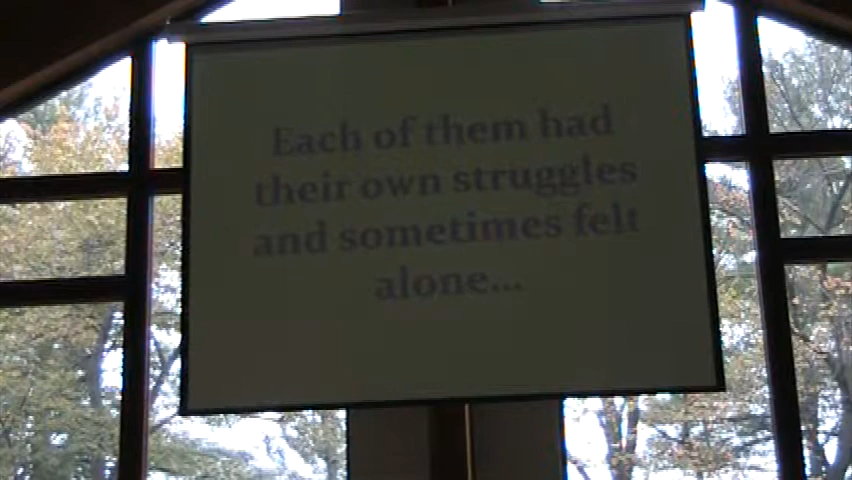 Each of them had
their own struggles
and sometimes felt
alone...